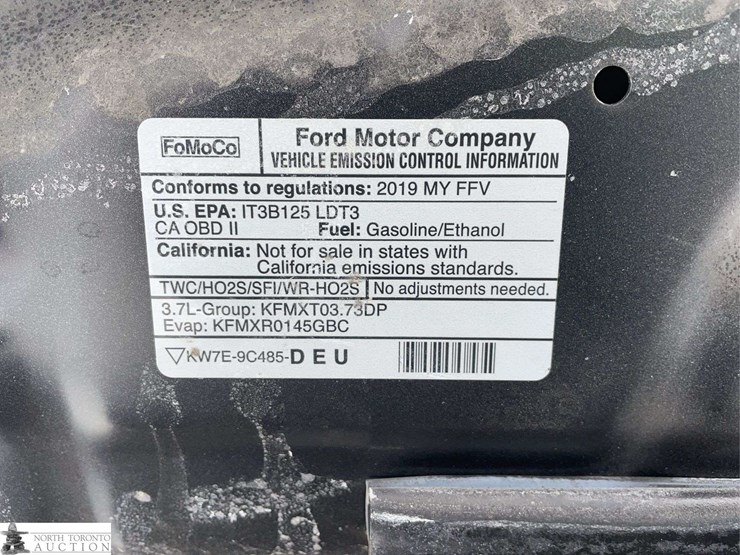 FoMoCo
Ford Motor Company
VEHICLE EMISSION CONTROL INFORMATION
Conforms to regulations: 2019 MY FFV
U.S. EPA: IT3B125 LDT3
CA OBD II Fuel: Gasoline/Ethanol
California: Not for sale in states with
California emissions standards.
TWC/HO2S/SFI/WR-HO2S No adjustments needed.
3.7L-Group: KFMXT03.73DP
Evap: KFMXR0145GBC
KW7E-9C485-DEU
NORTH TORONTO
AUCTION